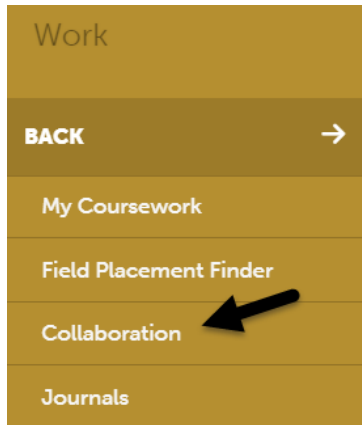 Work
BACK
My Coursework
Field Placement Finder
Collaboration
Journals